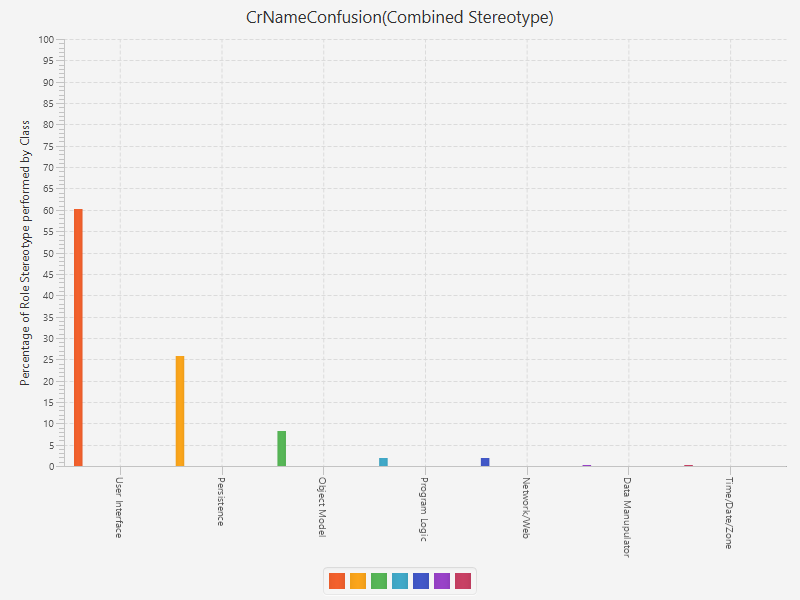 CrNameConfusion(Combined Stereotype)
Percentage of Role Stereotype performed by Class
100
95
90
85
80
75
70
65
60
55
50
45
40
35
30
25
20
15
10
5
0
User Interface
Persistence
Object Model
Program Logic
Network/Web
Data Manupulator
Time/Date/Zone